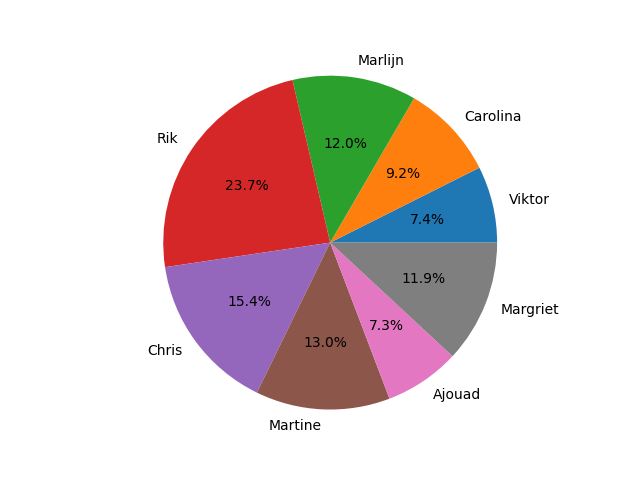 Marlijn
Carolina
Rik
12.0%
9.2%
23.7%
Viktor
7.4%
11.9%
15.4%
Margriet
7.3%
13.0%
Chris
Ajouad
Martine